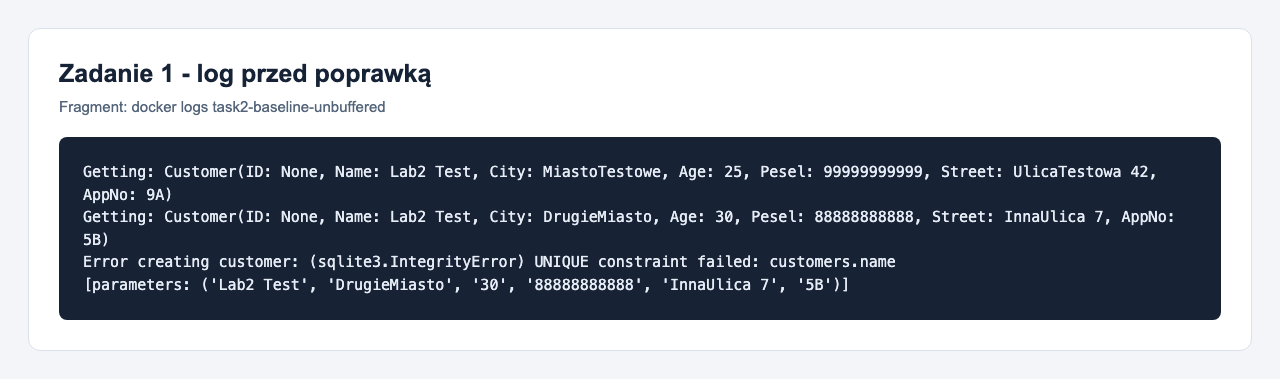 Zadanie 1 - log przed poprawką
Fragment: docker logs task2-baseline-unbuffered
Getting: Customer(ID: None, Name: Lab2 Test, City: MiastoTestowe, Age: 25, Pesel: 99999999999, Street: UlicaTestowa 42,
AppNo: 9A)
Getting: Customer(ID: None, Name: Lab2 Test, City: DrugieMiasto, Age: 30, Pesel: 88888888888, Street: InnaUlica 7, AppNo:
5B)
Error creating customer: (sqlite3.IntegrityError) UNIQUE constraint failed: customers.name
[parameters: ('Lab2 Test', 'DrugieMiasto', '30', '88888888888', 'InnaUlica 7', '5B')]